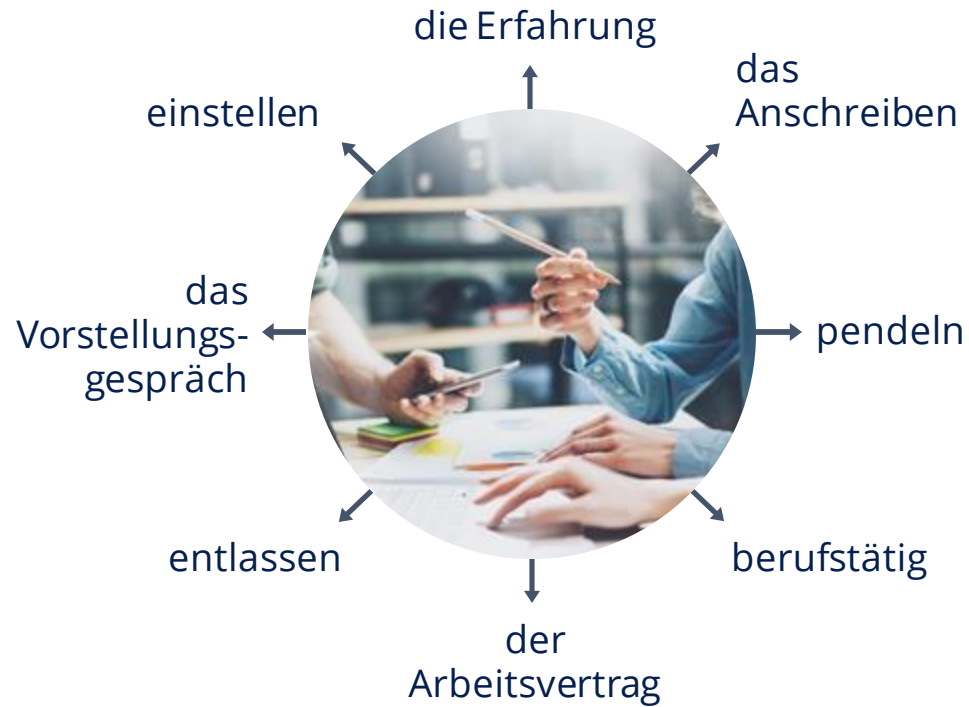 die Erfahrung
das
Anschreiben
einstellen
das
Vorstellungs-
gespräch
pendeln
entlassen
berufstätig
der
Arbeitsvertrag